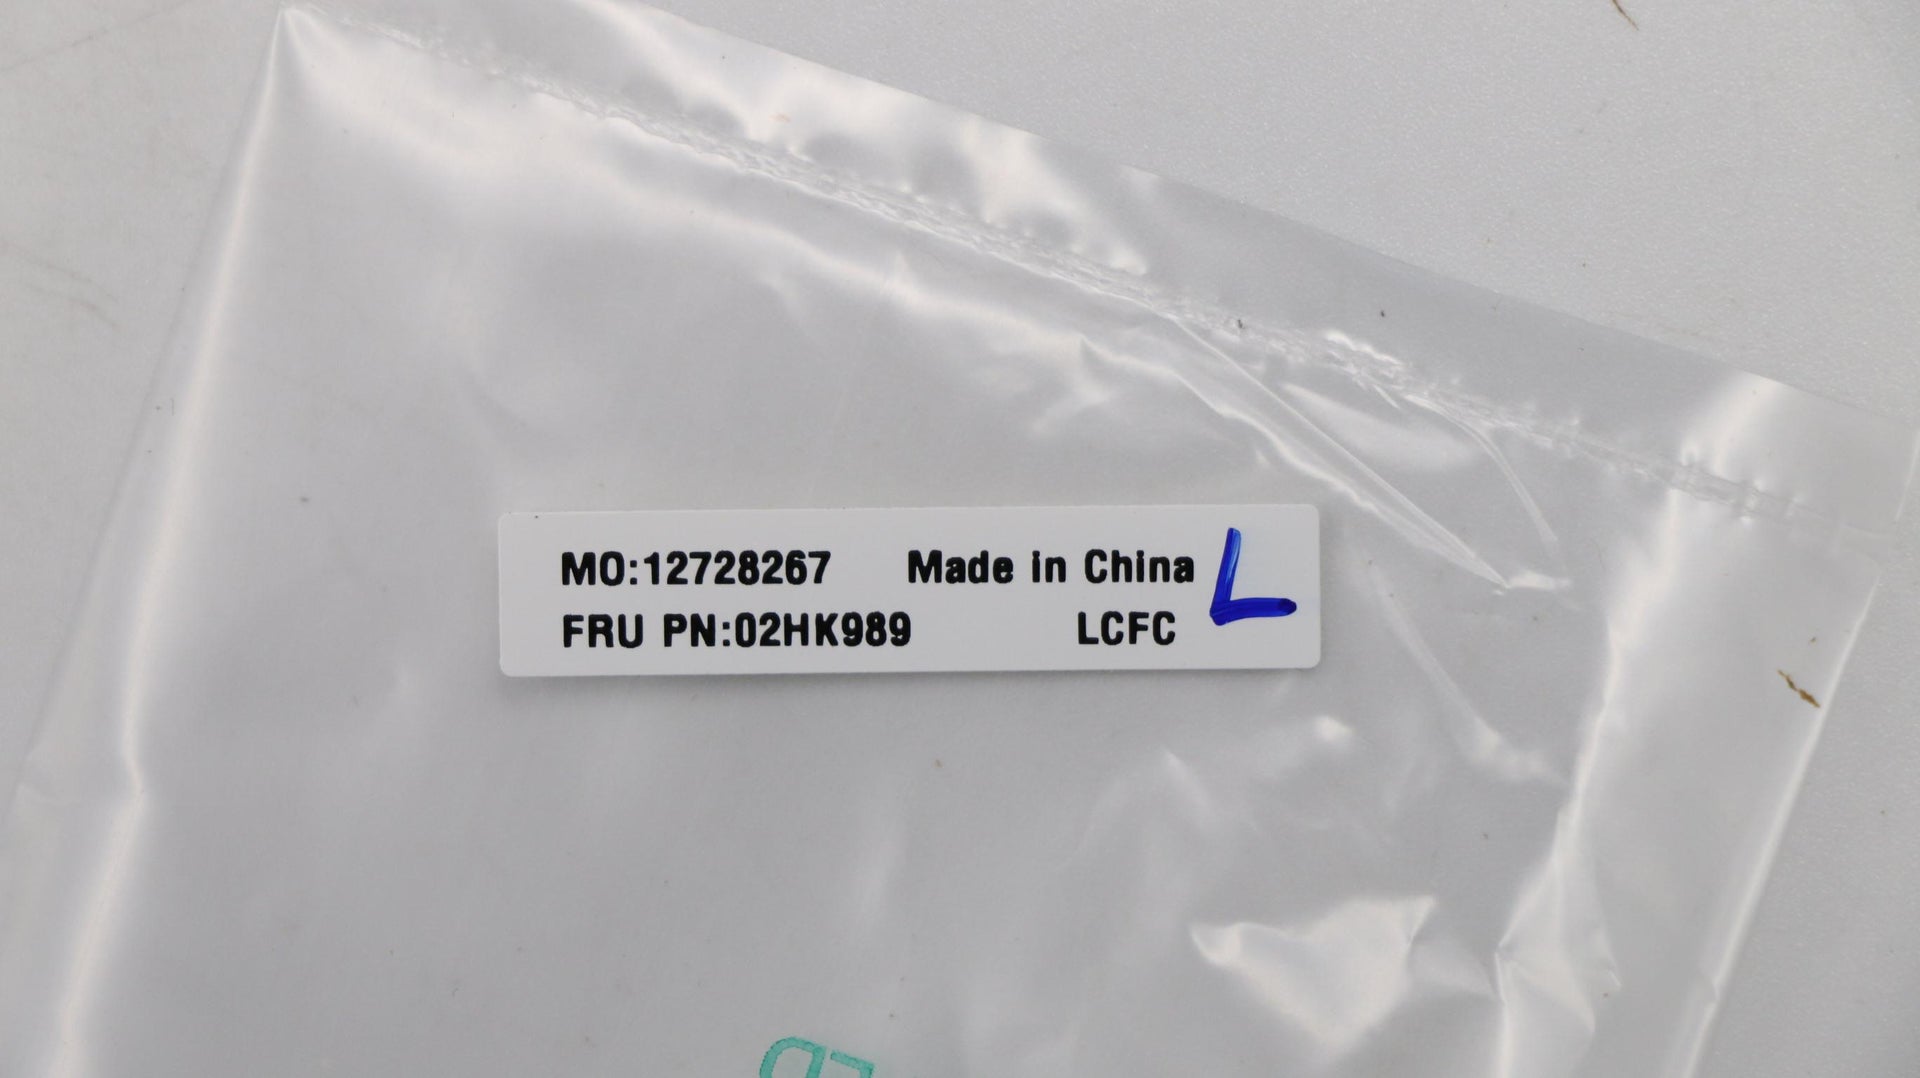 MO:12728267 Made in China L
FRU PN:02HK989 LCFC